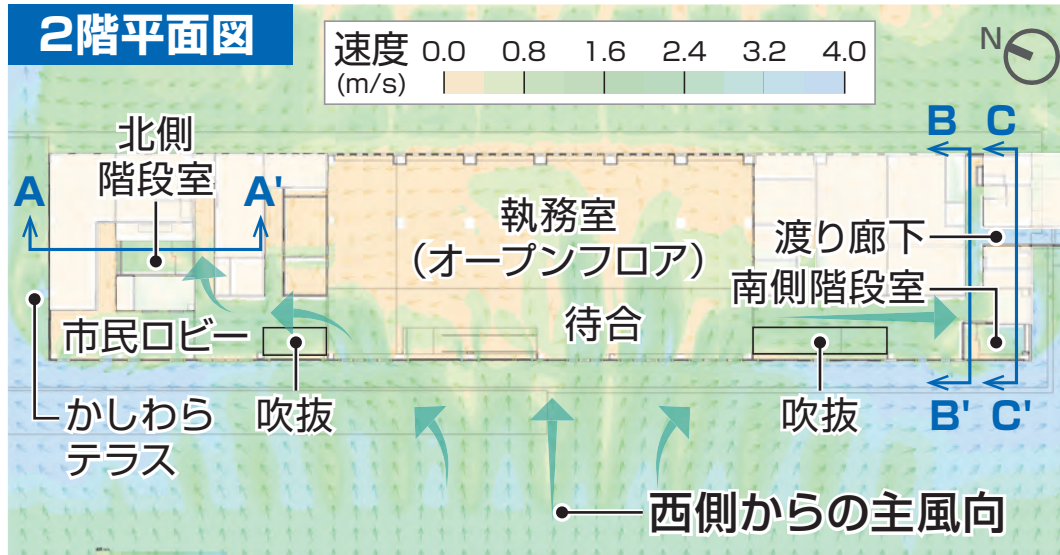 2階平面図
速度 0.0 0.8 1.6 2.4 3.2 4.0
(m/s)
N
北側
階段室
A A'
B C
執務室
(オープンフロア)
渡り廊下
南側階段室
市民ロビー
待合
かしわら
テラス
吹抜
吹抜
B' C'
西側からの主風向